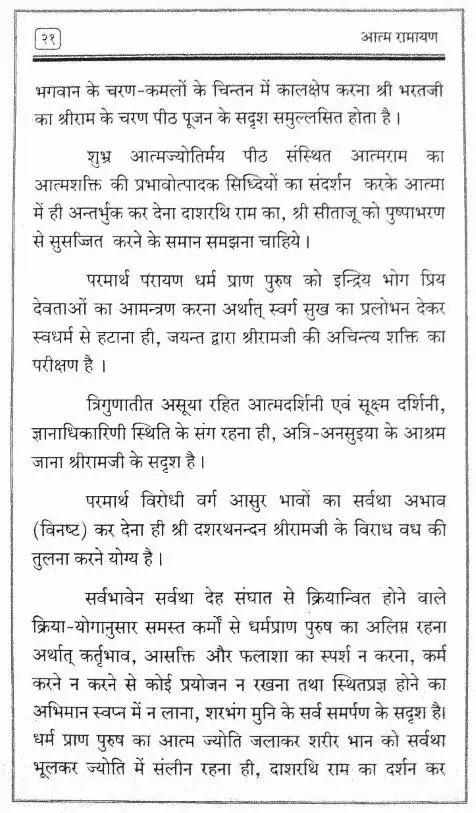 २१ आत्म रामायण
भगवान के चरण-कमलों के चिन्तन में कालक्षेप करना श्री भरतजी
का श्रीराम के चरण पीठ पूजन के सदृश समुल्लसित होता है।
शुभ्र आत्मज्योतिर्मय पीठ संस्थित आत्मराम का
आत्मशक्ति की प्रभावोत्पादक सिध्दियों का संदर्शन करके आत्मा
में ही अन्तर्भुक कर देना दाशरथि राम का, श्री सीताजू को पुष्पाभरण
से सुसज्जित करने के समान समझना चाहिये।
परमार्थ परायण धर्म प्राण पुरुष को इन्द्रिय भोग प्रिय
देवताओं का आमन्त्रण करना अर्थात् स्वर्ग सुख का प्रलोभन देकर
स्वधर्म से हटाना ही, जयन्त द्वारा श्रीरामजी की अचिन्त्य शक्ति का
परीक्षण है ।
त्रिगुणातीत असूया रहित आत्मदर्शिनी एवं सूक्ष्म दर्शिनी,
ज्ञानाधिकारिणी स्थिति के संग रहना ही, अत्रि-अनसुइया के आश्रम
जाना श्रीरामजी के सदृश है।
परमार्थ विरोधी वर्ग आसुर भावों का सर्वथा अभाव
(विनष्ट) कर देना ही श्री दशरथनन्दन श्रीरामजी के विराध वध की
तुलना करने योग्य है।
सर्वभावेन सर्वथा देह संघात से क्रियान्वित होने वाले
क्रिया-योगानुसार समस्त कर्मों से धर्मप्राण पुरुष का अलिप्त रहना
अर्थात् कर्तृभाव, आसक्ति और फलाशा का स्पर्श न करना, कर्म
करने न करने से कोई प्रयोजन न रखना तथा स्थितप्रज्ञ होने का
अभिमान स्वप्न में न लाना, शरभंग मुनि के सर्व समर्पण के सदृश है।
धर्म प्राण पुरुष का आत्म ज्योति जलाकर शरीर भान को सर्वथा
भूलकर ज्योति में संलीन रहना ही, दाशरथि राम का दर्शन कर